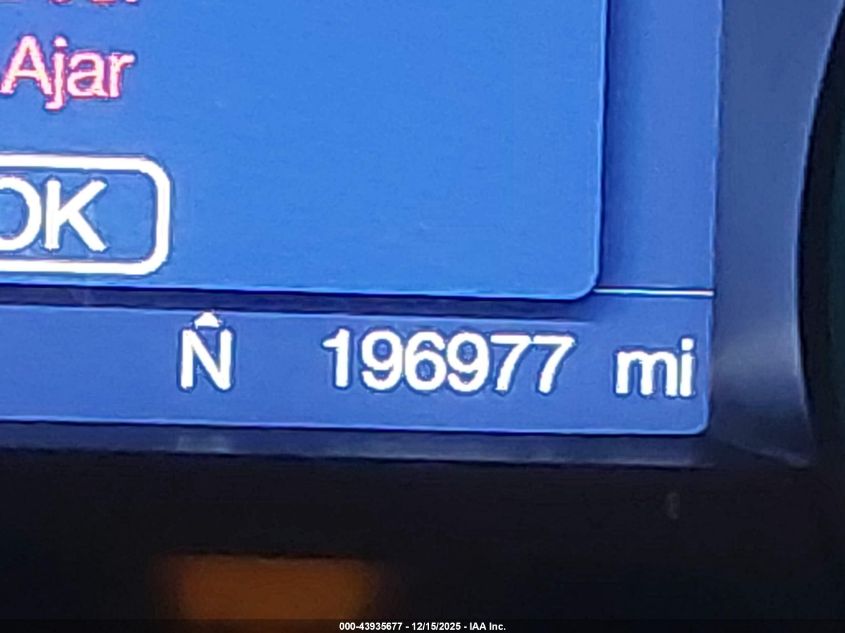 Ajar
OK
N 196977 mi
000-43935677 - 12/15/2025 - IAA Inc.